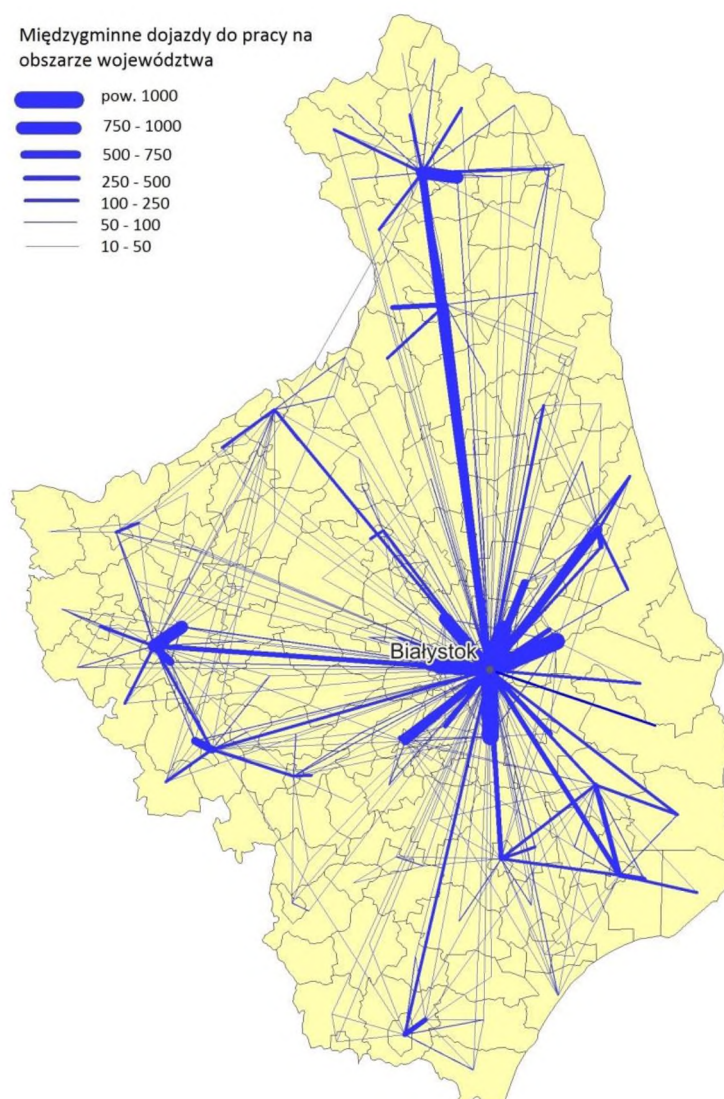 Międzygminne dojazdy do pracy na
obszarze województwa
pow. 1000
750 - 1000
500 - 750
250 - 500
100 - 250
50 - 100
10 - 50
Białystok